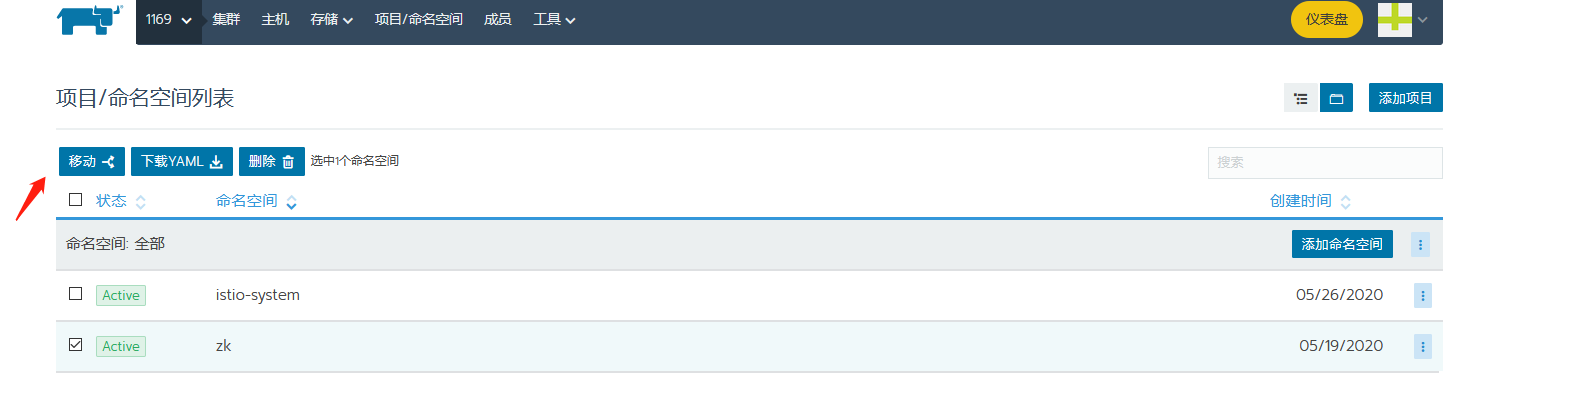 1169 集群 主机 存储 项目/命名空间 成员 工具 仪表盘
项目/命名空间列表 添加项目
移动 下载YAML 删除 选中1个命名空间 搜索
状态 命名空间 创建时间
命名空间: 全部 添加命名空间
Active istio-system 05/26/2020
Active zk 05/19/2020